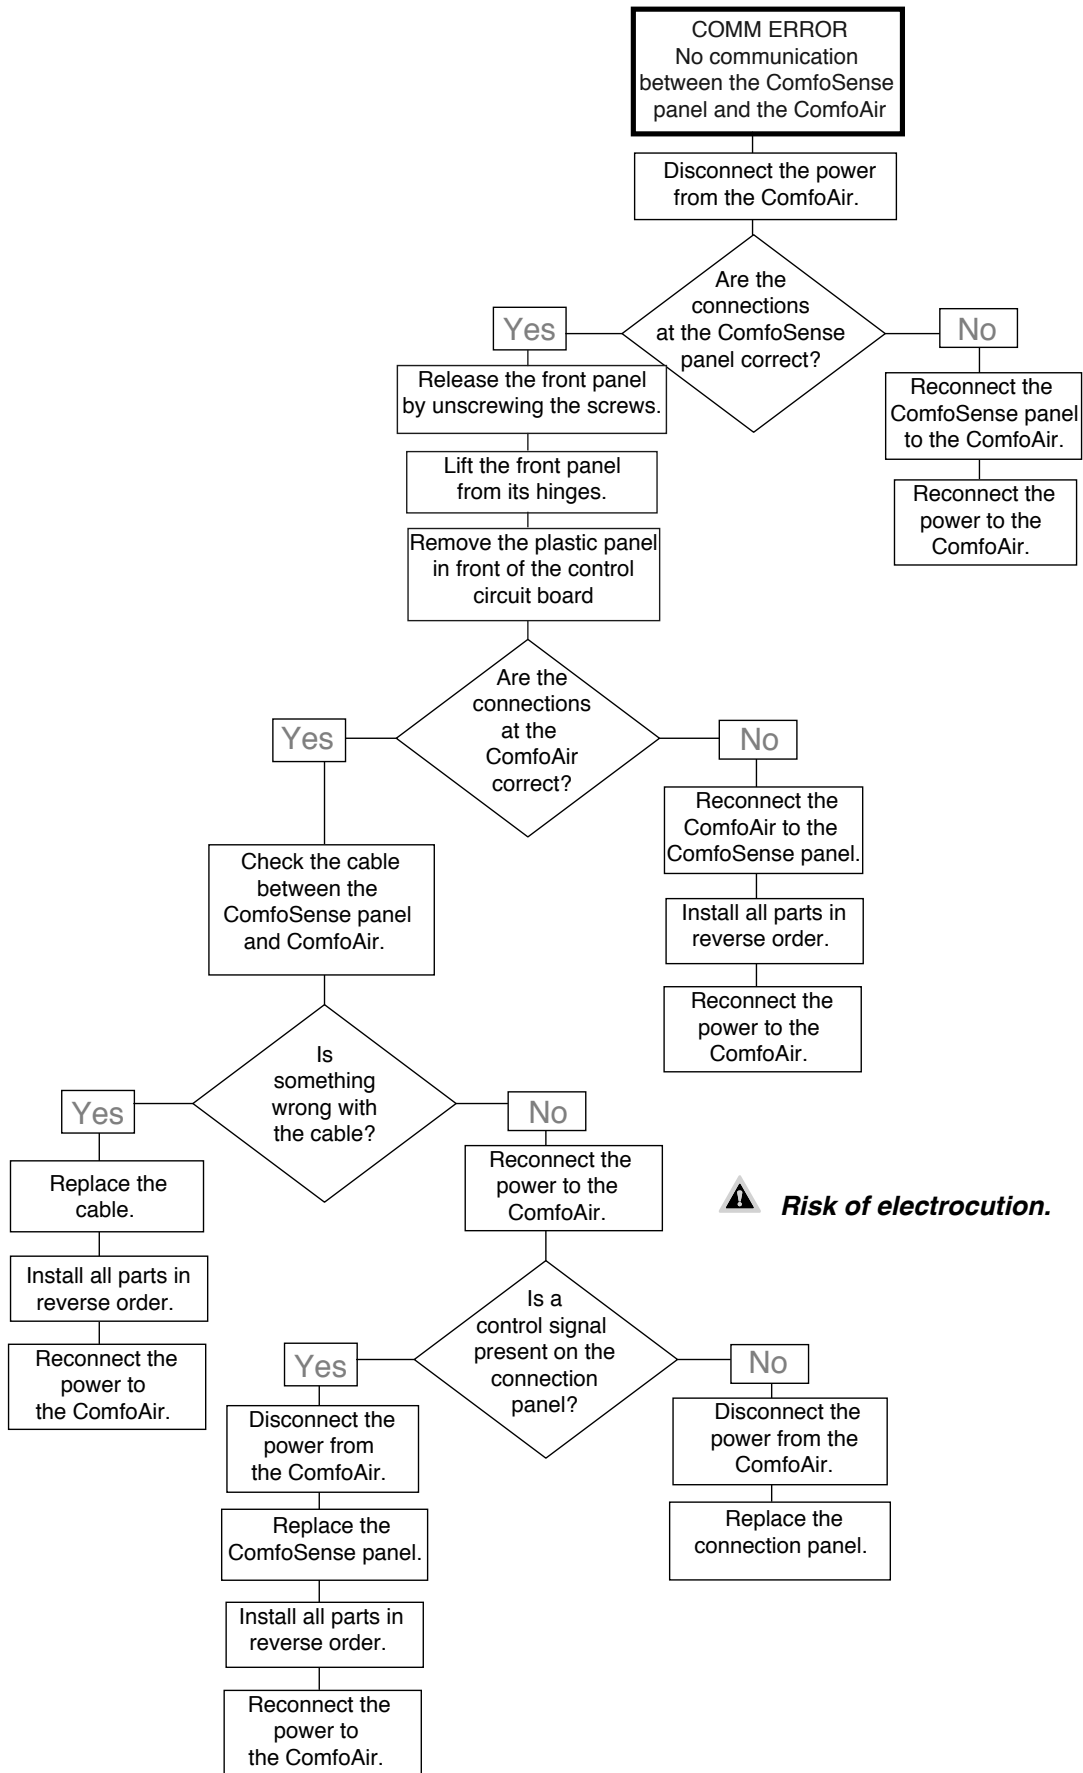 COMM ERROR
No communication
between the ComfoSense
panel and the ComfoAir
Disconnect the power
from the ComfoAir.
Are the
connections
at the ComfoSense
panel correct?
Yes
No
Release the front panel
by unscrewing the screws.
Reconnect the
ComfoSense panel
to the ComfoAir.
Lift the front panel
from its hinges.
Reconnect the
power to the
ComfoAir.
Remove the plastic panel
in front of the control
circuit board
Are the
connections
at the
ComfoAir
correct?
Yes
No
Reconnect the
ComfoAir to the
ComfoSense panel.
Check the cable
between the
ComfoSense panel
and ComfoAir.
Install all parts in
reverse order.
Reconnect the
power to the
ComfoAir.
Is
something
wrong with
the cable?
Yes
No
Replace the
cable.
Reconnect the
power to the
ComfoAir.
Risk of electrocution.
Install all parts in
reverse order.
Reconnect the
power to
the ComfoAir.
Is a
control signal
present on the
connection
panel?
Yes
No
Disconnect the
power from
the ComfoAir.
Disconnect the
power from the
ComfoAir.
Replace the
ComfoSense panel.
Replace the
connection panel.
Install all parts in
reverse order.
Reconnect the
power to
the ComfoAir.